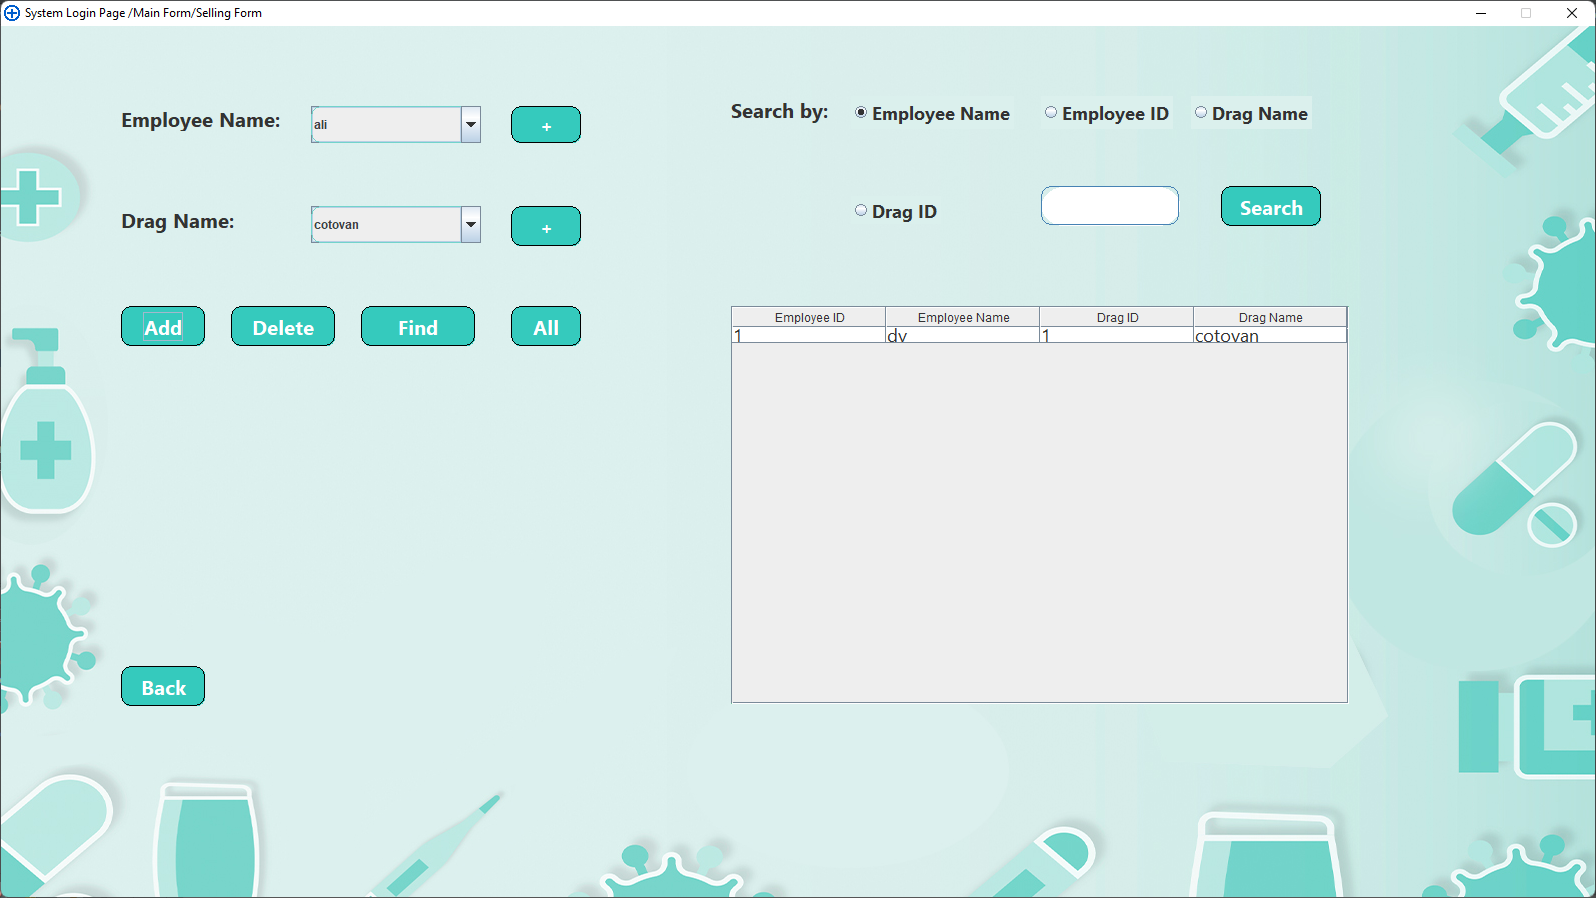 System Login Page /Main Form/Selling Form
Employee Name: ali +
Search by: Employee Name Employee ID Drag Name
Drag Name: cotovan +
Drag ID Search
Add Delete Find All
Employee ID Employee Name Drag ID Drag Name
1 dv 1 cotovan
Back